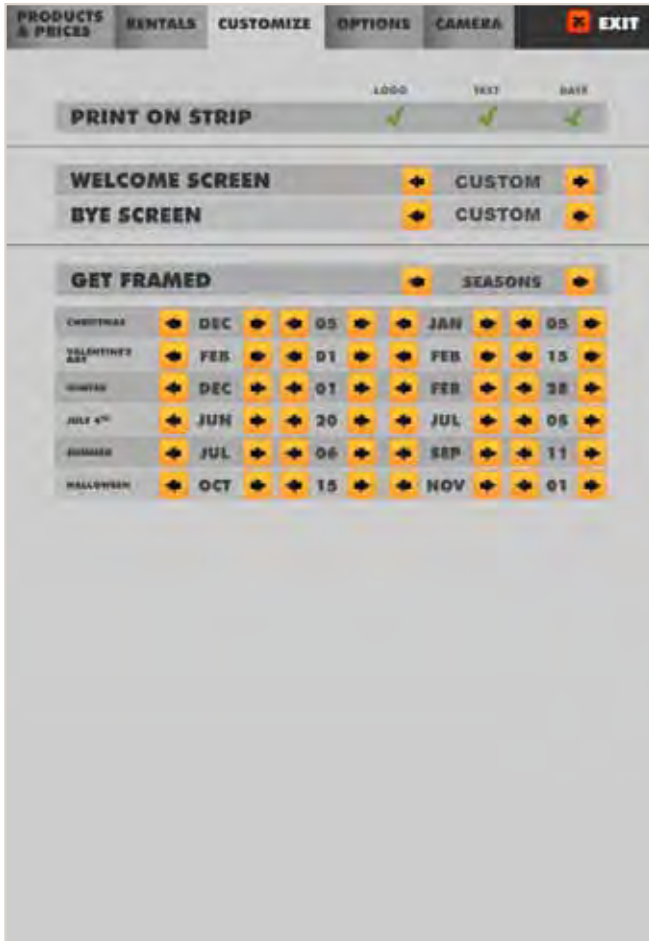 PRODUCTS & PRICES RENTALS CUSTOMIZE OPTIONS CAMERA EXIT
LOGO TEXT DATE
PRINT ON STRIP
WELCOME SCREEN CUSTOM
BYE SCREEN CUSTOM
GET FRAMED SEASONS
CHRISTMAS DEC 05 JAN 05
VALENTINE'S DAY FEB 01 FEB 15
WINTER DEC 01 FEB 28
JULY 4TH JUN 20 JUL 05
SUMMER JUL 06 SEP 11
HALLOWEEN OCT 15 NOV 01